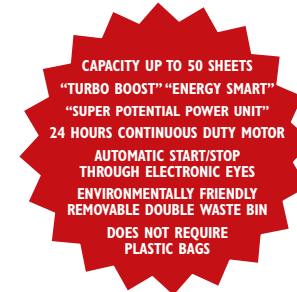 CAPACITY UP TO 50 SHEETS
“TURBO BOOST” “ENERGY SMART”
“SUPER POTENTIAL POWER UNIT”
24 HOURS CONTINUOUS DUTY MOTOR
AUTOMATIC START/STOP
THROUGH ELECTRONIC EYES
ENVIRONMENTALLY FRIENDLY
REMOVABLE DOUBLE WASTE BIN
DOES NOT REQUIRE
PLASTIC BAGS